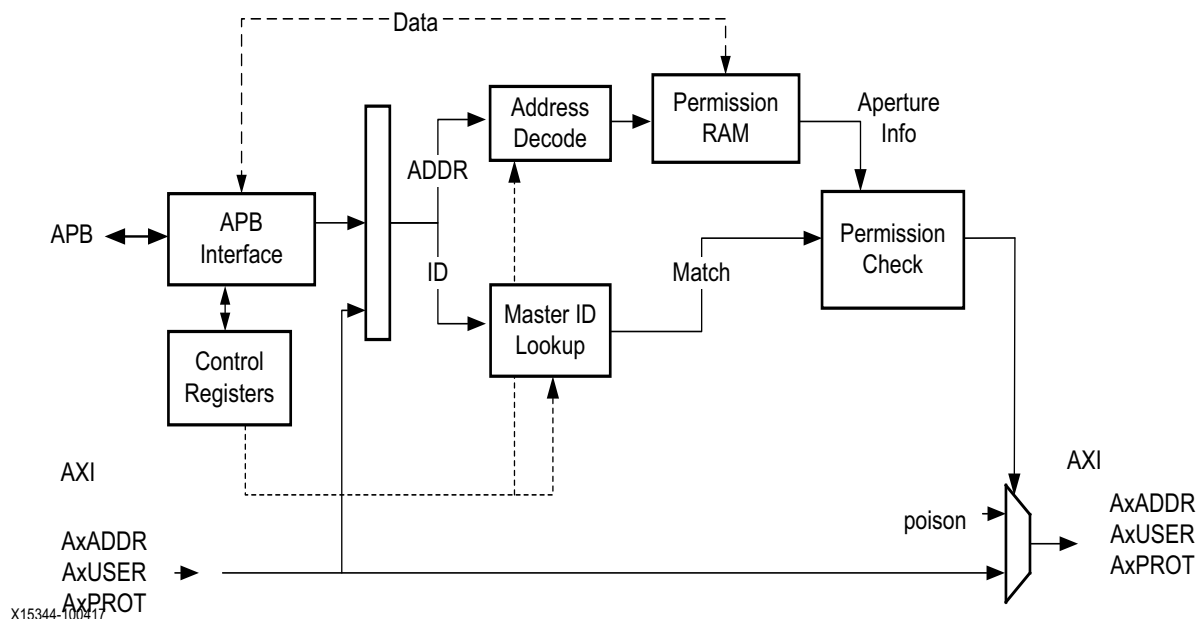 Data
Address
Decode
Permission
RAM
Aperture
Info
ADDR
APB
APB
Interface
ID
Match
Permission
Check
Master ID
Lookup
Control
Registers
AXI
AxADDR
AxUSER
AxPROT
poison
AXI
AxADDR
AxUSER
AxPROT
X15344-100417